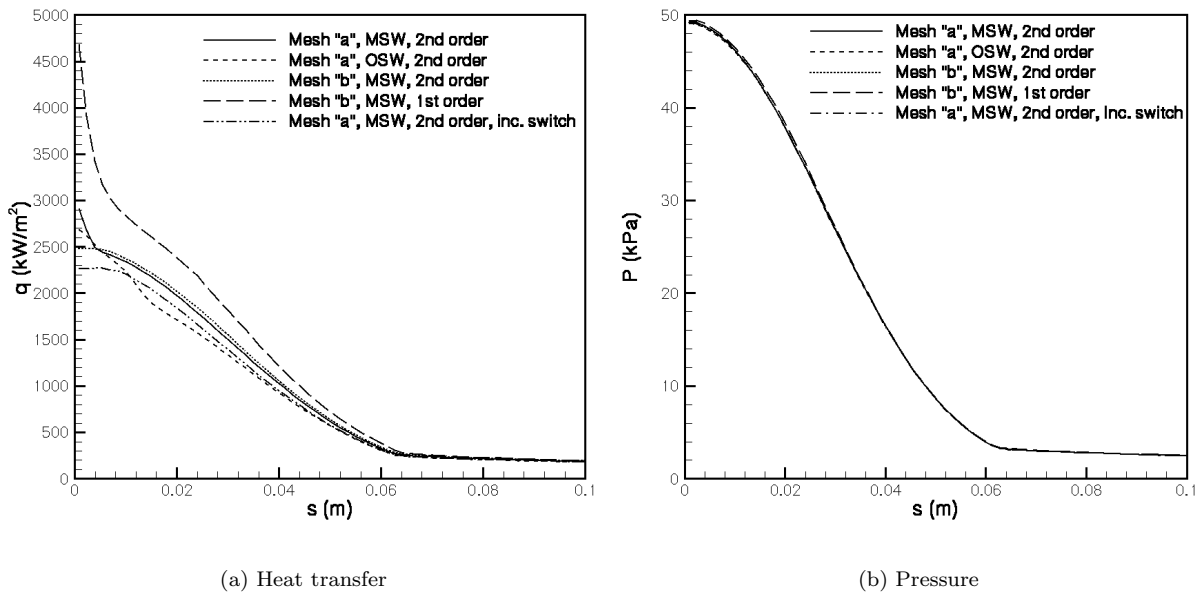 5000
4500
4000
3500
3000
2500
2000
1500
1000
500
0
q (kW/m²)
Mesh "a", MSW, 2nd order
Mesh "a", OSW, 2nd order
Mesh "b", MSW, 2nd order
Mesh "b", MSW, 1st order
Mesh "a", MSW, 2nd order, inc. switch
0 0.02 0.04 0.06 0.08 0.1
s (m)
(a) Heat transfer
50
40
30
20
10
0
P (kPa)
Mesh "a", MSW, 2nd order
Mesh "a", OSW, 2nd order
Mesh "b", MSW, 2nd order
Mesh "b", MSW, 1st order
Mesh "a", MSW, 2nd order, inc. switch
0 0.02 0.04 0.06 0.08 0.1
s (m)
(b) Pressure